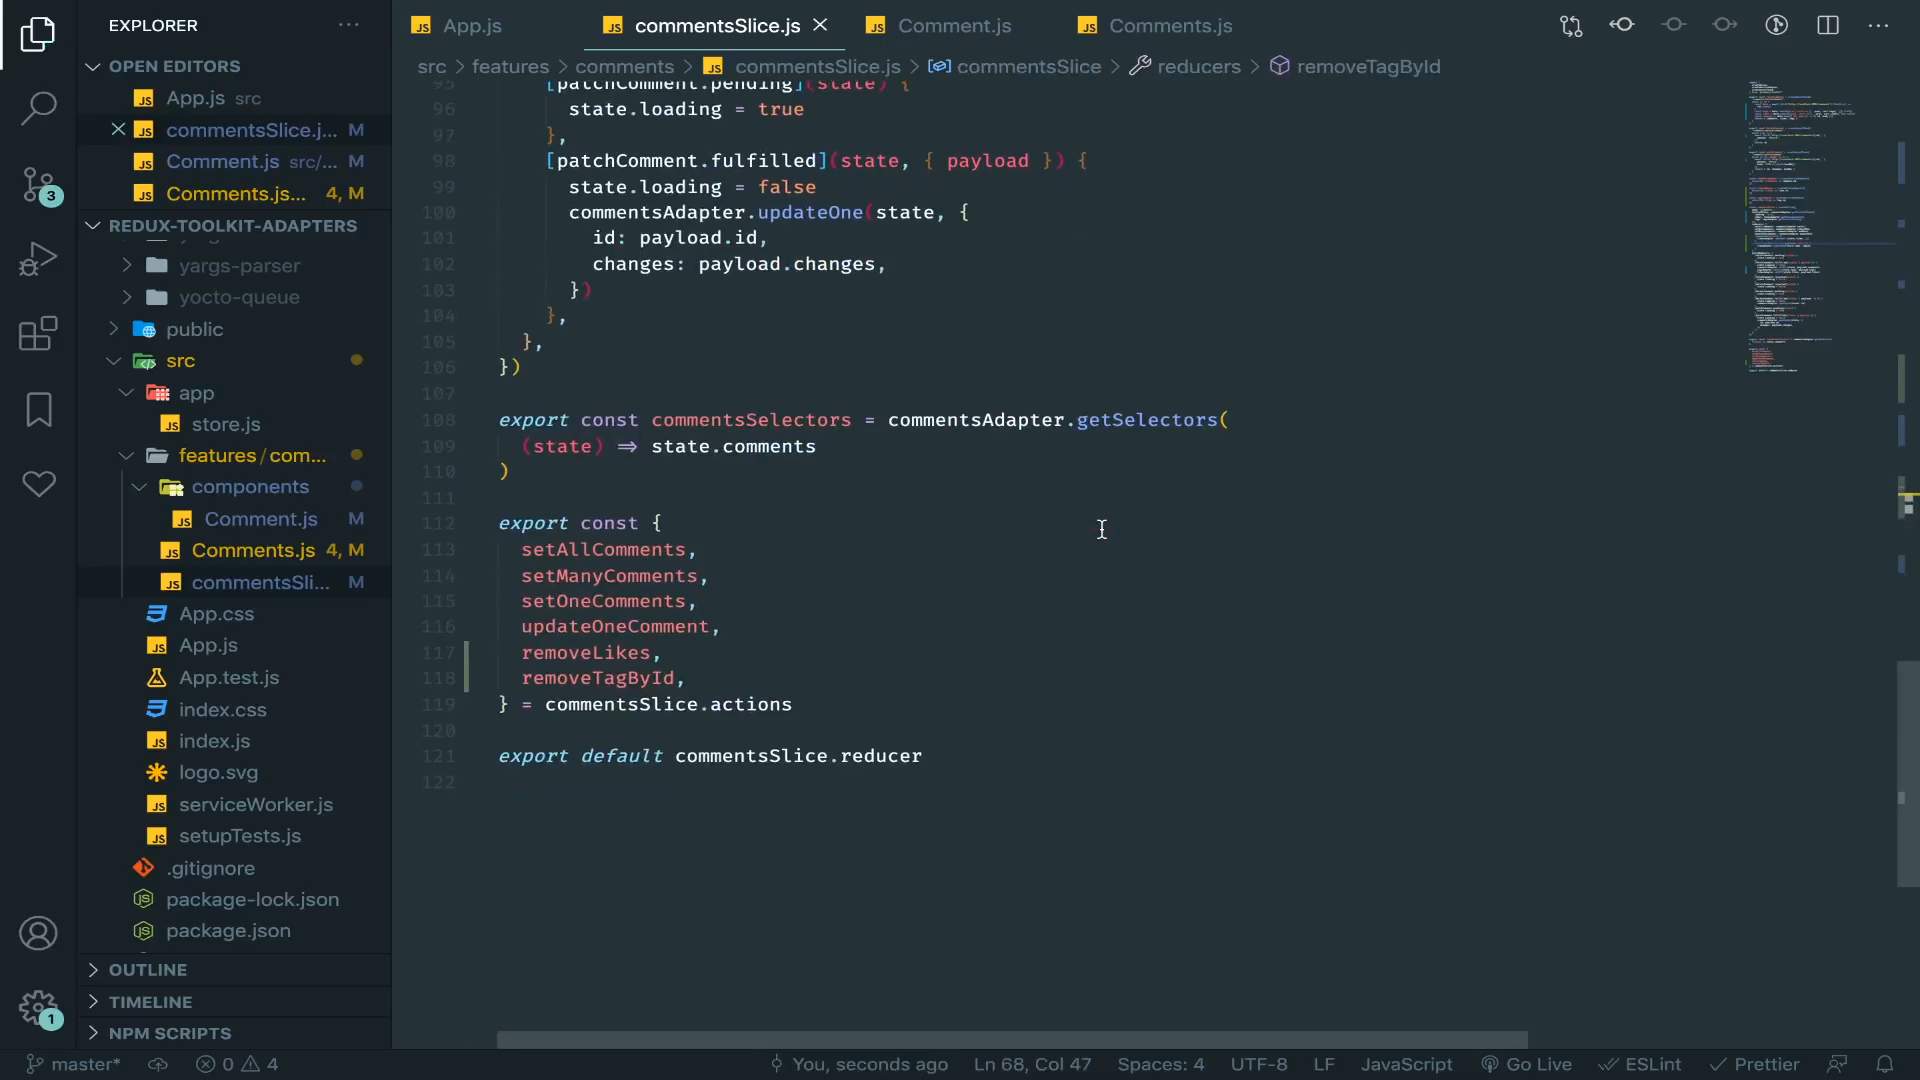 EXPLORER
OPEN EDITORS
App.js src
commentsSlice.j... M
Comment.js src/... M
Comments.js... 4, M
REDUX-TOOLKIT-ADAPTERS
yargs-parser
yocto-queue
public
src
app
store.js
features/com...
components
Comment.js M
Comments.js 4, M
commentsSli... M
App.css
App.js
App.test.js
index.css
index.js
logo.svg
serviceWorker.js
setupTests.js
.gitignore
package-lock.json
package.json
OUTLINE
TIMELINE
NPM SCRIPTS
3
1
App.js
commentsSlice.js
Comment.js
Comments.js
src > features > comments > commentsSlice.js > commentsSlice > reducers > removeTagById
95 [patchComment.pending](state) {
96 state.loading = true
97 },
98 [patchComment.fulfilled](state, { payload }) {
99 state.loading = false
100 commentsAdapter.updateOne(state, {
101 id: payload.id,
102 changes: payload.changes,
103 })
104 },
105 },
106 })
107
108 export const commentsSelectors = commentsAdapter.getSelectors(
109 (state) ⇒ state.comments
110 )
111
112 export const {
113 setAllComments,
114 setManyComments,
115 setOneComments,
116 updateOneComment,
117 removeLikes,
118 removeTagById,
119 } = commentsSlice.actions
120
121 export default commentsSlice.reducer
122
master* 0 4 You, seconds ago Ln 68, Col 47 Spaces: 4 UTF-8 LF JavaScript Go Live ESLint Prettier